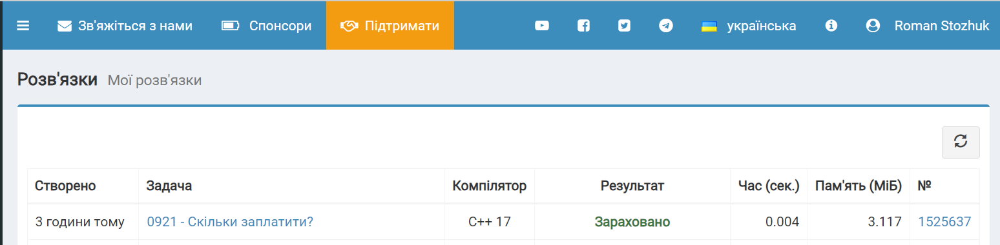 Зв'яжіться з нами Спонсори Підтримати українська Roman Stozhuk
Розв'язки Мої розв'язки
Створено Задача Компілятор Результат Час (сек.) Пам'ять (МіБ) №
3 години тому 0921 - Скільки заплатити? C++ 17 Зараховано 0.004 3.117 1525637